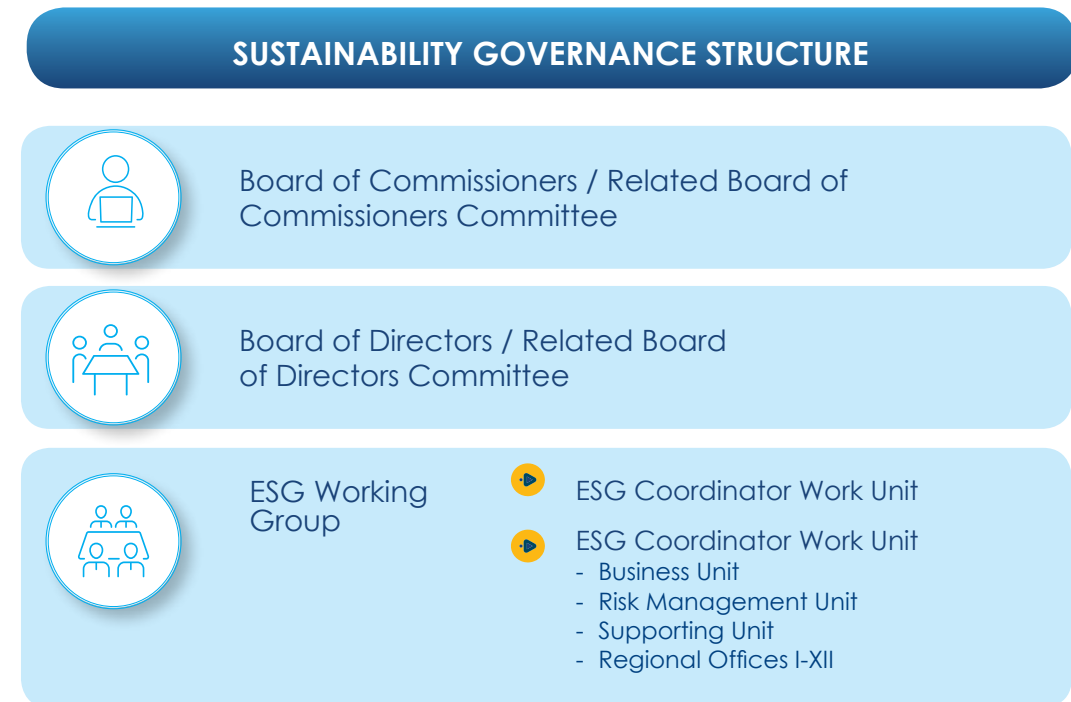 SUSTAINABILITY GOVERNANCE STRUCTURE
Board of Commissioners / Related Board of
Commissioners Committee
Board of Directors / Related Board
of Directors Committee
ESG Working
Group
ESG Coordinator Work Unit
ESG Coordinator Work Unit
- Business Unit
- Risk Management Unit
- Supporting Unit
- Regional Offices I-XII